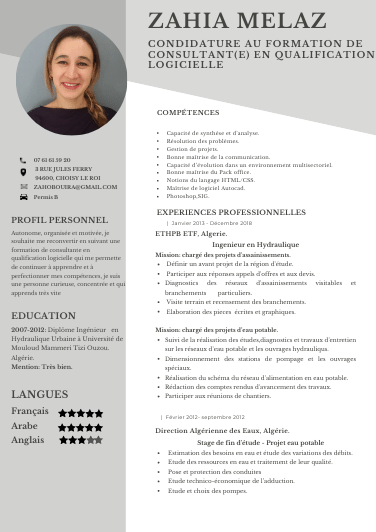 ZAHIA MELAZ
CONDIDATURE AU FORMATION DE
CONSULTANT(E) EN QUALIFICATION
LOGICIELLE
07 61 61 59 20
3 RUE JULES FERRY
94600, CHOISY LE ROI
ZAHOBOUIRA@GMAIL.COM
Permis B
PROFIL PERSONNEL
Autonome, organisée et motivée, je
souhaite me reconvertir en suivant une
formation de consultante en
qualification logicielle qui me permette
de continuer à apprendre et à
perfectionner mes compétences, je suis
une personne curieuse, concentrée et qui
apprends très vite
EDUCATION
2007-2012: Diplôme Ingénieur en
Hydraulique Urbaine à Université de
Mouloud Mammeri Tizi Ouzou.
Algérie.
Mention: Très bien.
LANGUES
Français
Arabe
Anglais
COMPÉTENCES
Capacité de synthèse et d'analyse.
Résolution des problèmes.
Gestion de projets.
Bonne maîtrise de la communication.
Capacité d'évolution dans un environnement multisectoriel.
Bonne maîtrise du Pack office.
Notions du langage HTML/CSS.
Maîtrise de logiciel Autocad.
Photoshop,SIG.
EXPERIENCES PROFESSIONNELLES
| Janvier 2013 - Décembre 2018
ETHPB ETF, Algerie.
Ingenieur en Hydraulique
Mission: chargé des projets d'assainissements.
Définir un avant projet de la région d'étude.
Participer aux réponses appels d'offres et aux devis.
Diagnostics des réseaux d'assainissements visitables et
branchements particuliers.
Visite terrain et recensement des branchements.
Elaboration des pieces écrites et graphiques.
Mission: chargé des projets d'eau potable.
Suivi de la réalisation des études,diagnostics et travaux d'entretien
sur les réseaux d'eau potable et les ouvrages hydraulique.
Dimensionnement des stations de pompage et les ouvrages
spéciaux.
Réalisation du schéma du réseau d'alimentation en eau potable.
Rédaction des comptes rendus d'avancement des travaux.
Participer aux réunions de chantiers.
| Février 2012- septembre 2012
Direction Algérienne des Eaux, Algérie.
Stage de fin d'étude - Projet eau potable
Estimation des besoins en eau et étude des variations des débits.
Etude des ressources en eau et traitement de leur qualité.
Pose et protection des conduites
Etude technico-économique de l'adduction.
Etude et choix des pompes.